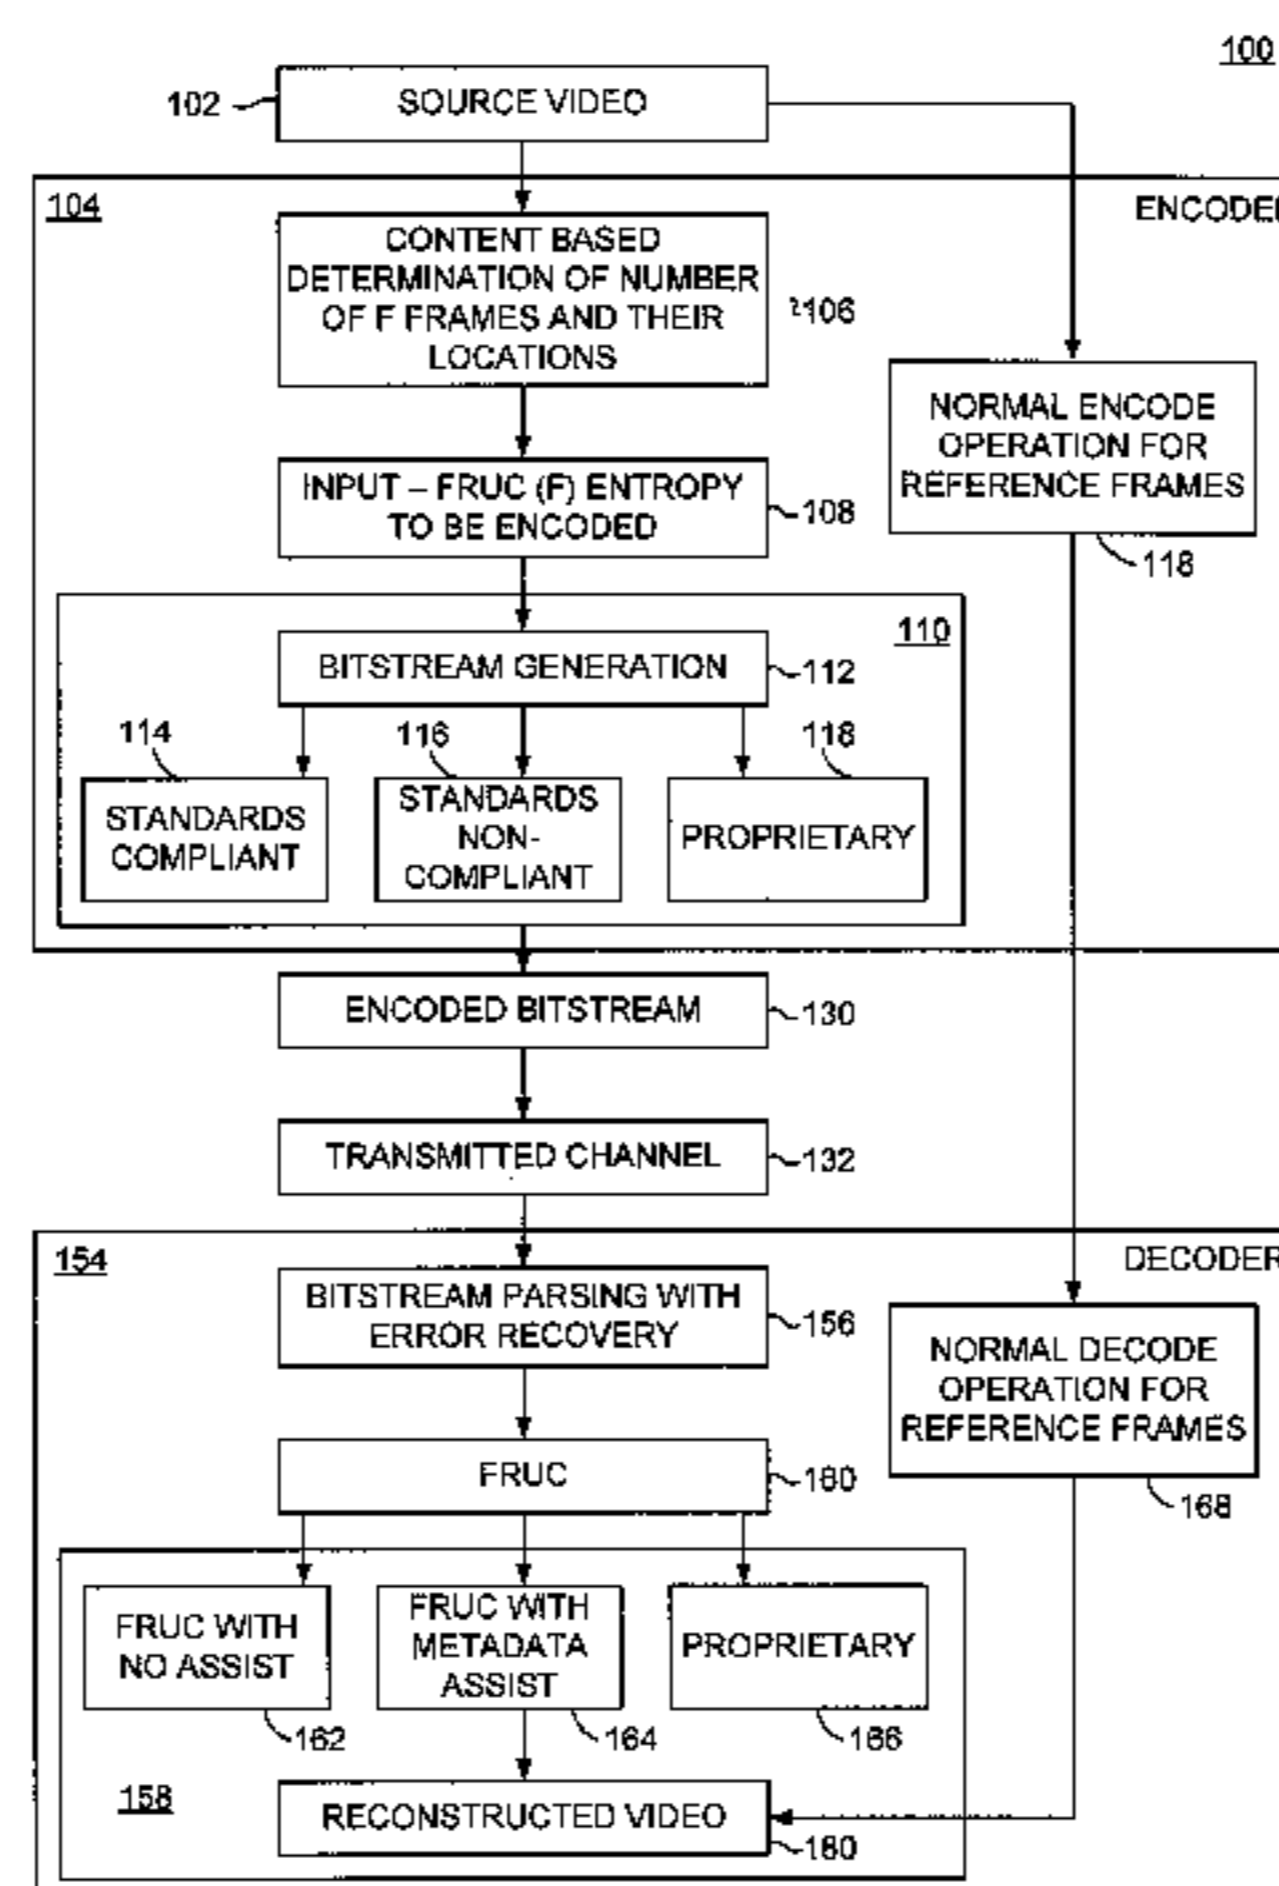 100
102
SOURCE VIDEO
104
ENCODE
CONTENT BASED
DETERMINATION OF NUMBER
OF F FRAMES AND THEIR
LOCATIONS
106
NORMAL ENCODE
OPERATION FOR
REFERENCE FRAMES
118
INPUT – FRUC (F) ENTROPY
TO BE ENCODED
108
110
BITSTREAM GENERATION
112
114
116
118
STANDARDS
COMPLIANT
STANDARDS
NON-
COMPLIANT
PROPRIETARY
ENCODED BITSTREAM
130
TRANSMITTED CHANNEL
132
154
DECODER
BITSTREAM PARSING WITH
ERROR RECOVERY
156
NORMAL DECODE
OPERATION FOR
REFERENCE FRAMES
168
FRUC
180
FRUC WITH
NO ASSIST
162
FRUC WITH
METADATA
ASSIST
164
PROPRIETARY
166
158
RECONSTRUCTED VIDEO
180